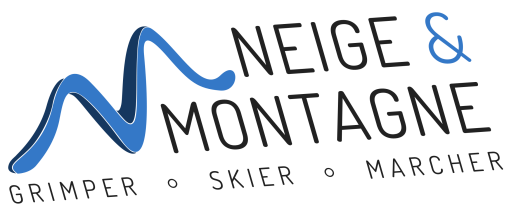 NEIGE &
MONTAGNE
GRIMPER ◦ SKIER ◦ MARCHER